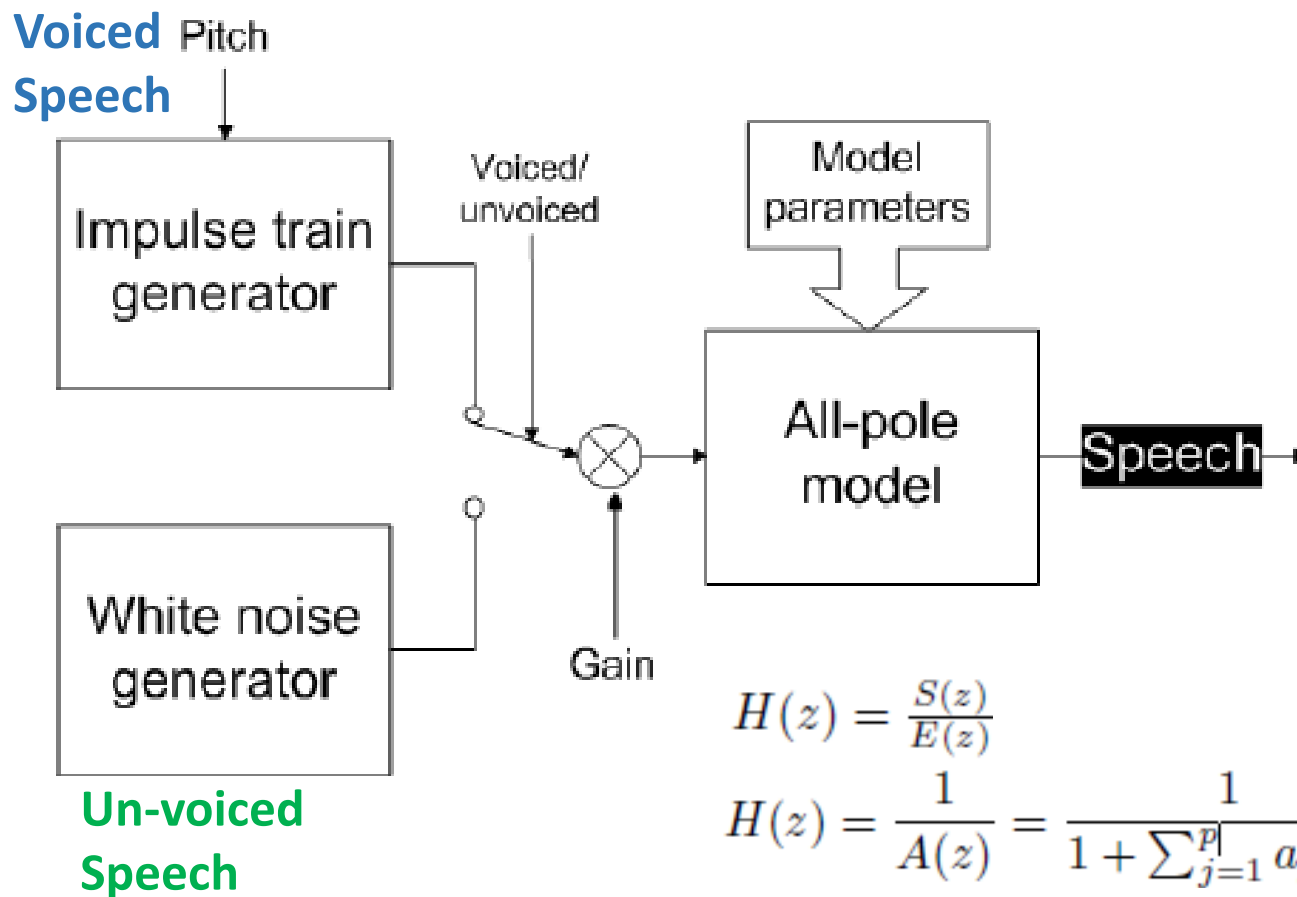 Voiced Pitch
Speech
Impulse train
generator
Voiced/
unvoiced
Model
parameters
All-pole
model
Speech
White noise
generator
Gain
Un-voiced
Speech
H(z) = S(z)/E(z)
H(z) = 1/A(z) = 1/(1 + ∑_{j=1}^{p} a